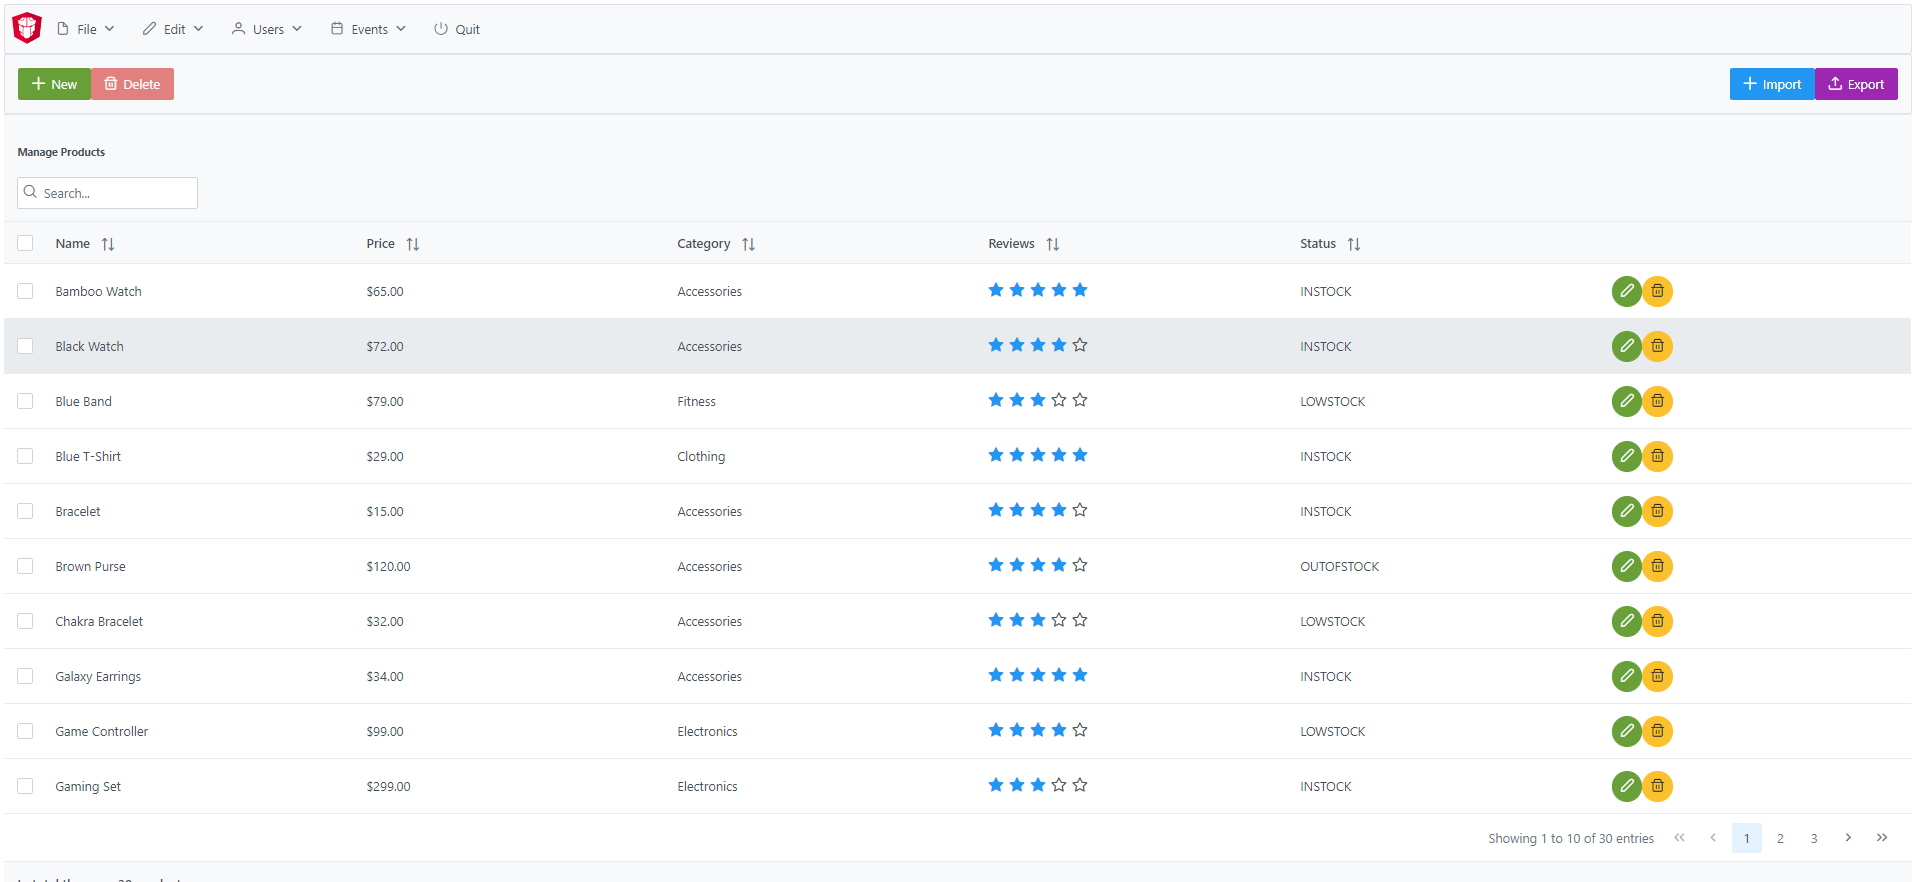 File Edit Users Events Quit
New Delete Import Export
Manage Products
Search...
Name Price Category Reviews Status
Bamboo Watch $65.00 Accessories INSTOCK
Black Watch $72.00 Accessories INSTOCK
Blue Band $79.00 Fitness LOWSTOCK
Blue T-Shirt $29.00 Clothing INSTOCK
Bracelet $15.00 Accessories INSTOCK
Brown Purse $120.00 Accessories OUTOFSTOCK
Chakra Bracelet $32.00 Accessories LOWSTOCK
Galaxy Earrings $34.00 Accessories INSTOCK
Game Controller $99.00 Electronics LOWSTOCK
Gaming Set $299.00 Electronics INSTOCK
Showing 1 to 10 of 30 entries 1 2 3